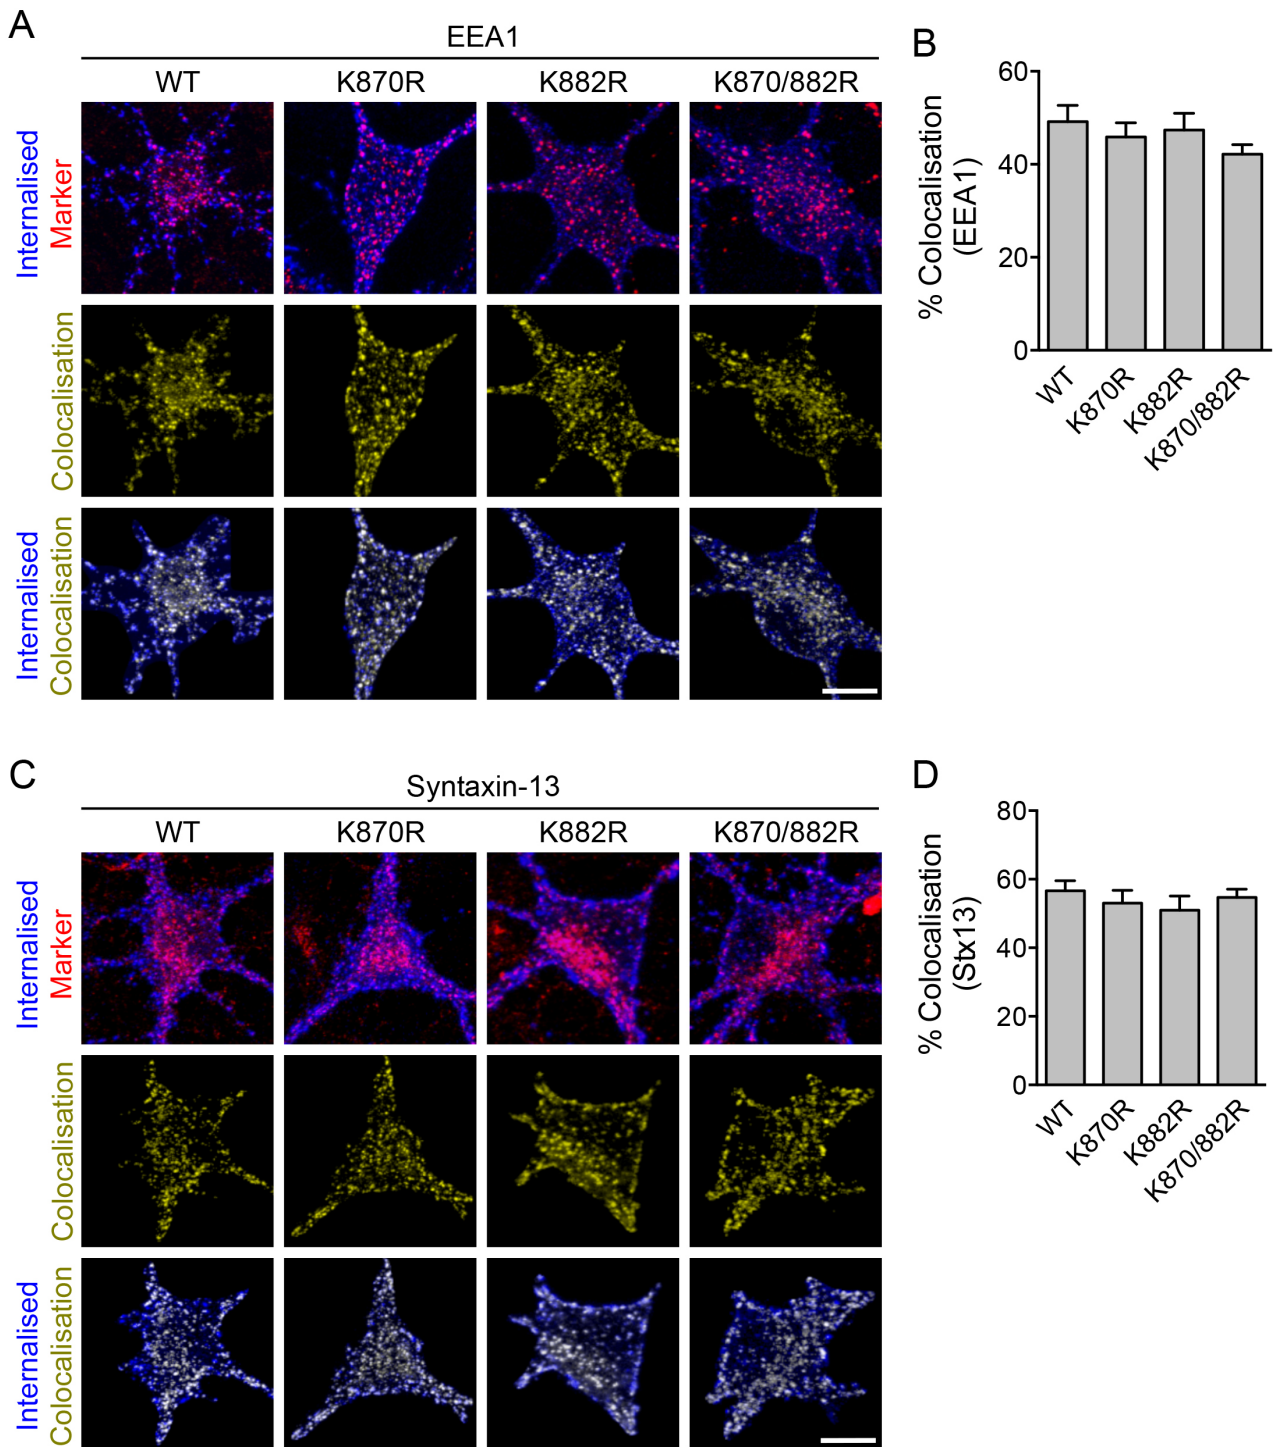 A
EEA1
WT K870R K882R K870/882R
Internalised
Marker
Colocalisation
Internalised
Colocalisation
B
% Colocalisation
(EEA1)
60
40
20
0
WT
K870R
K882R
K870/882R
C
Syntaxin-13
WT K870R K882R K870/882R
Internalised
Marker
Colocalisation
Internalised
Colocalisation
D
% Colocalisation
(Stx13)
80
60
40
20
0
WT
K870R
K882R
K870/882R